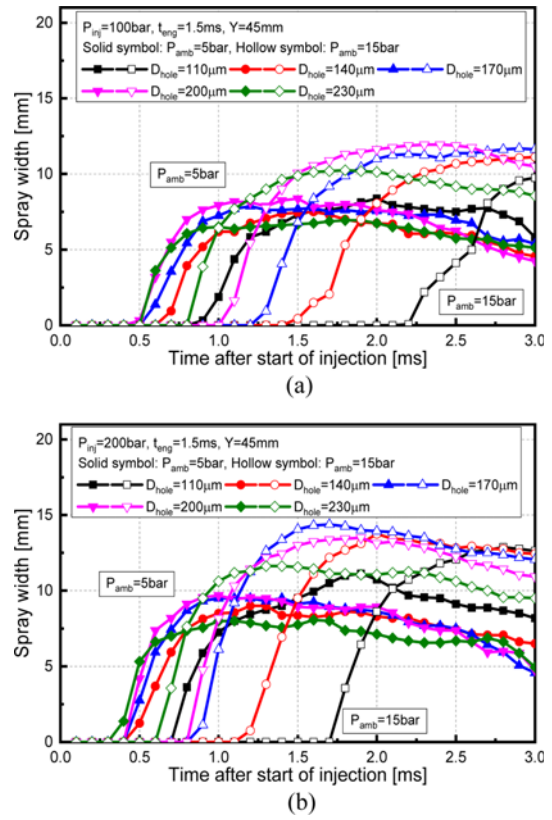 P_inj=100bar, t_eng=1.5ms, Y=45mm
Solid symbol: P_amb=5bar, Hollow symbol: P_amb=15bar
D_hole=110μm D_hole=140μm D_hole=170μm
D_hole=200μm D_hole=230μm
20
15
10
5
0
Spray width [mm]
P_amb=5bar
P_amb=15bar
0.0 0.5 1.0 1.5 2.0 2.5 3.0
Time after start of injection [ms]
(a)
P_inj=200bar, t_eng=1.5ms, Y=45mm
Solid symbol: P_amb=5bar, Hollow symbol: P_amb=15bar
D_hole=110μm D_hole=140μm D_hole=170μm
D_hole=200μm D_hole=230μm
20
15
10
5
0
Spray width [mm]
P_amb=5bar
P_amb=15bar
0.0 0.5 1.0 1.5 2.0 2.5 3.0
Time after start of injection [ms]
(b)